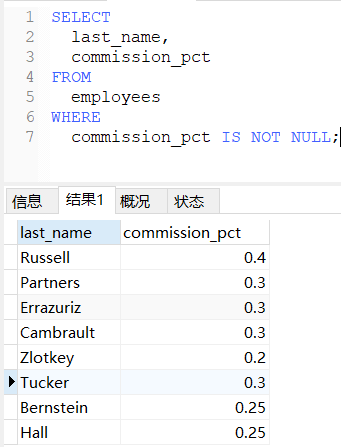 1 SELECT
2 last_name,
3 commission_pct
4 FROM
5 employees
6 WHERE
7 commission_pct IS NOT NULL;
信息 结果1 概况 状态
last_name commission_pct
Russell 0.4
Partners 0.3
Errazuriz 0.3
Cambrault 0.3
Zlotkey 0.2
Tucker 0.3
Bernstein 0.25
Hall 0.25